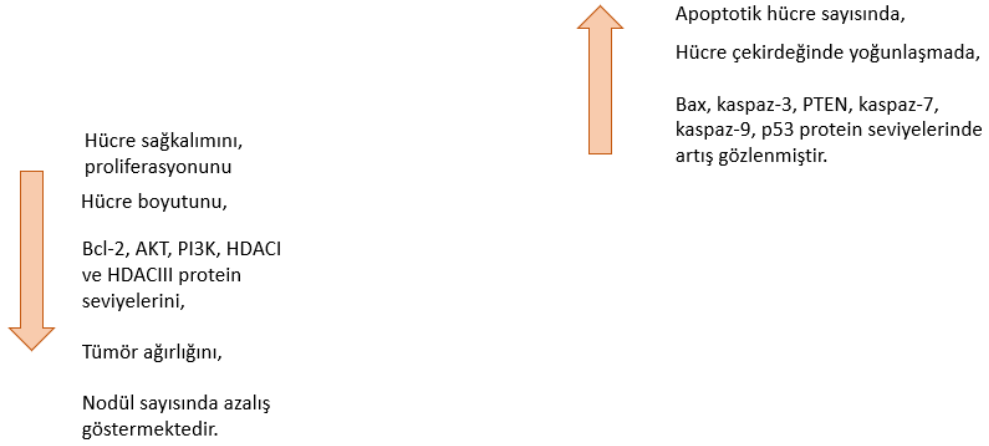 Hücre sağkalımını,
proliferasyonunu
Hücre boyutunu,
Bcl-2, AKT, PI3K, HDACI
ve HDACIII protein
seviyelerini,
Tümör ağırlığını,
Nodül sayısında azalış
göstermektedir.
Apoptotik hücre sayısında,
Hücre çekirdeğinde yoğunlaşmada,
Bax, kaspaz-3, PTEN, kaspaz-7,
kaspaz-9, p53 protein seviyelerinde
artış gözlenmiştir.